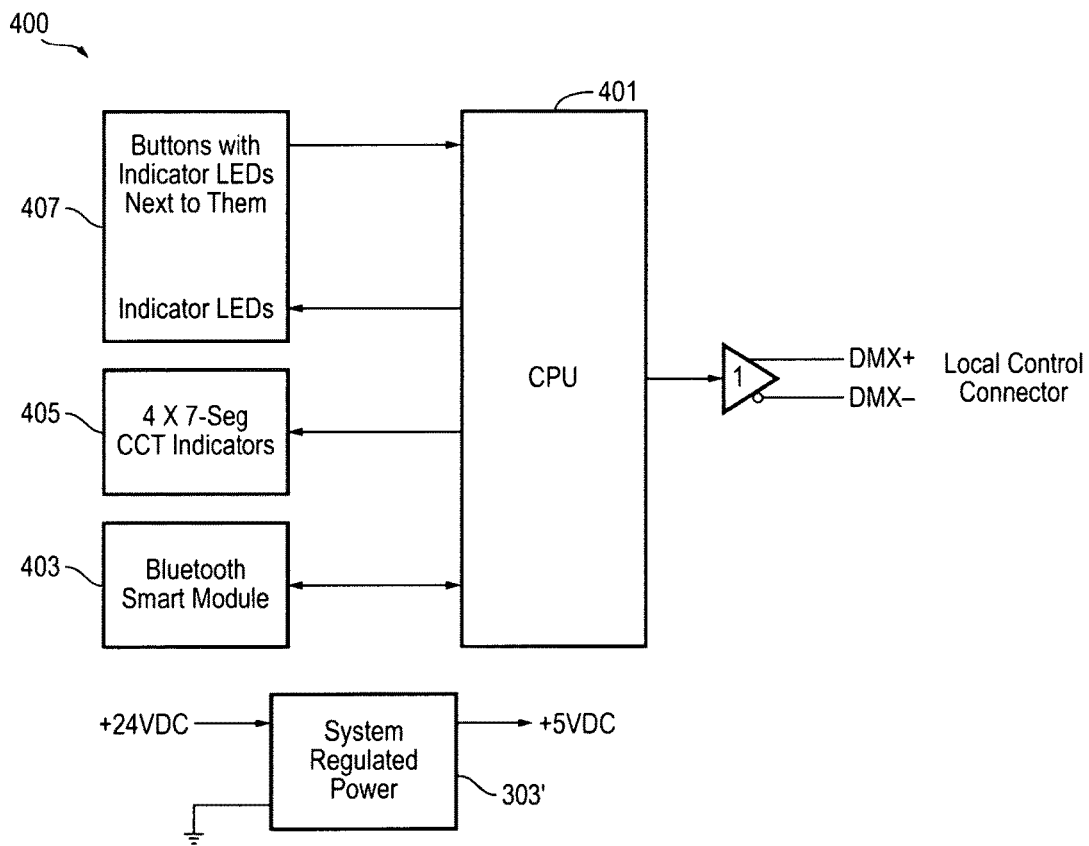 400
401
Buttons with
Indicator LEDs
Next to Them
407
Indicator LEDs
CPU
1
DMX+
DMX–
Local Control
Connector
405
4 X 7-Seg
CCT Indicators
403
Bluetooth
Smart Module
+24VDC
System
Regulated
Power
+5VDC
303'